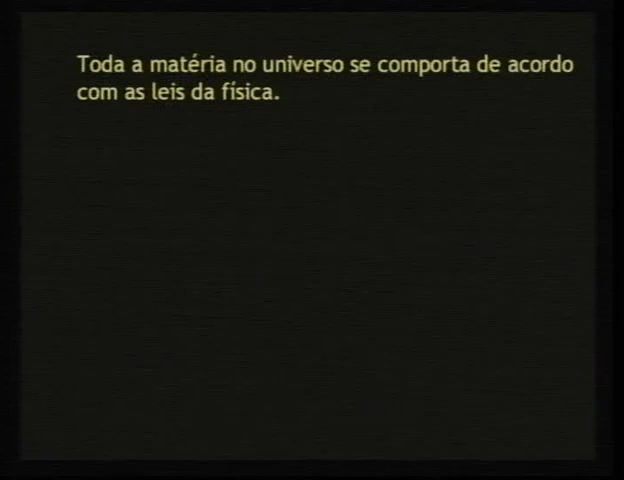 Toda a matéria no universo se comporta de acordo
com as leis da física.